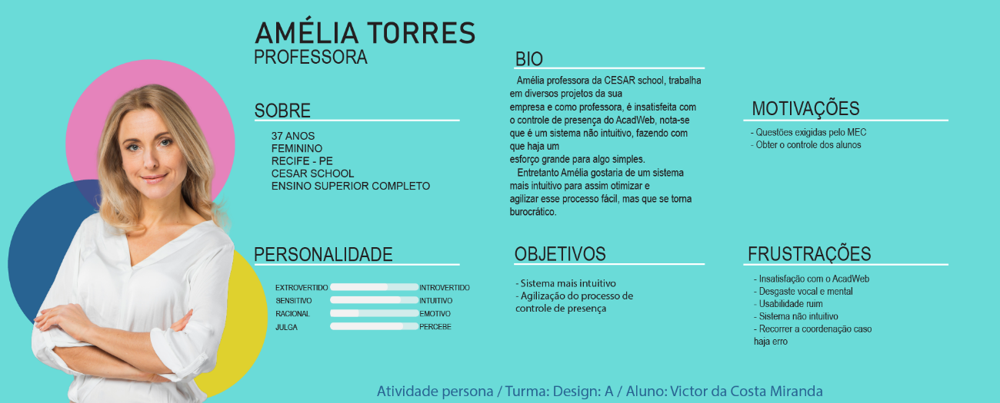 AMÉLIA TORRES
PROFESSORA
SOBRE
37 ANOS
FEMININO
RECIFE - PE
CESAR SCHOOL
ENSINO SUPERIOR COMPLETO
PERSONALIDADE
EXTROVERTIDO INTROVERTIDO
SENSITIVO INTUITIVO
RACIONAL EMOTIVO
JULGA PERCEBE
BIO
Amélia professora da CESAR school, trabalha
em diversos projetos da sua
empresa e como professora, é insatisfeita com
o controle de presença do AcadWeb, nota-se
que é um sistema não intuitivo, fazendo com
que haja um
esforço grande para algo simples.
Entretanto Amélia gostaria de um sistema
mais intuitivo para assim otimizar e
agilizar esse processo fácil, mas que se torna
burocrático.
OBJETIVOS
- Sistema mais intuitivo
- Agilização do processo de
controle de presença
MOTIVAÇÕES
- Questões exigidas pelo MEC
- Obter o controle dos alunos
FRUSTRAÇÕES
- Insatisfação com o AcadWeb
- Desgaste vocal e mental
- Usabilidade ruim
- Sistema não intuitivo
- Recorrer a coordenação caso
haja erro
Atividade persona / Turma: Design: A / Aluno: Victor da Costa Miranda